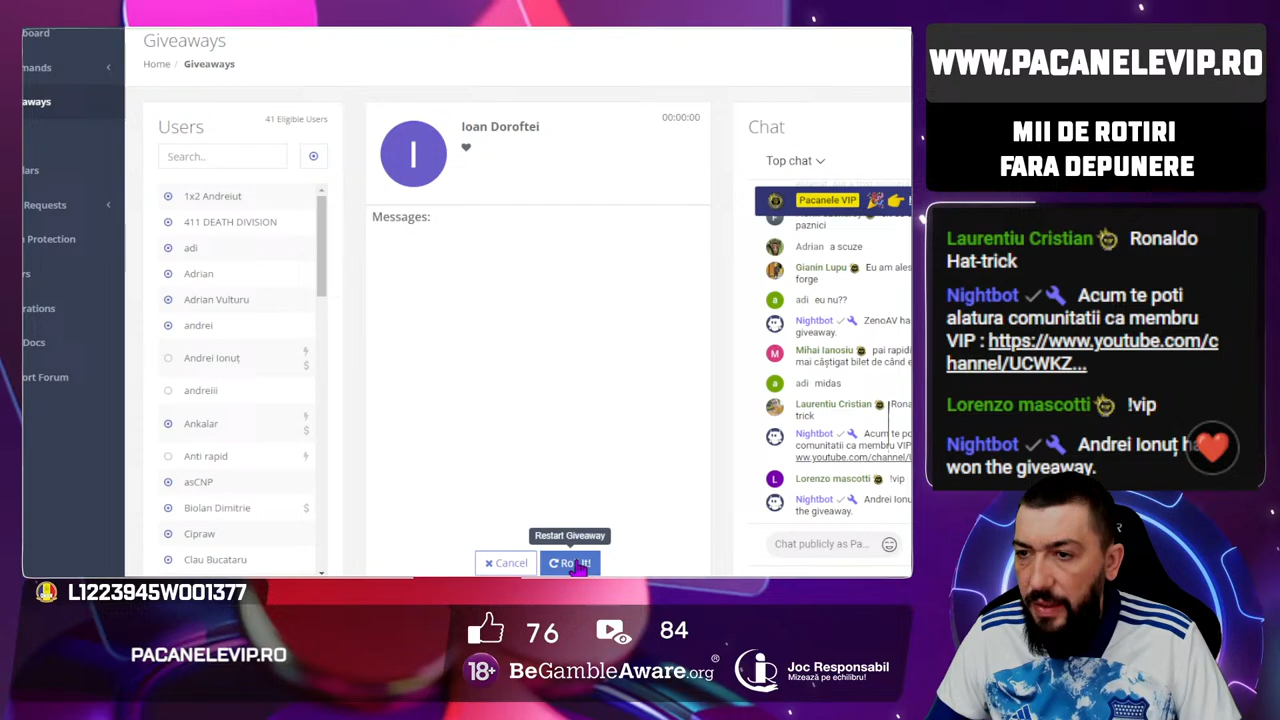 Giveaways
Home / Giveaways
board
mands
aways
lars
Requests
n Protection
rs
rations
Docs
ort Forum
Users
41 Eligible Users
Search..
1x2 Andreiut
411 DEATH DIVISION
adi
Adrian
Adrian Vulturu
andrei
Andrei Ionuț
$
andreiii
Ankalar
$
Anti rapid
asCNP
Biolan Dimitrie $
Cipraw
Clau Bucataru
I
Ioan Doroftei
00:00:00
Messages:
Restart Giveaway
Cancel
Chat
Top chat
Pacanele VIP
paznici
Adrian a scuze
Gianin Lupu Eu am ales
forge
a adi eu nu??
Nightbot ZenoAV ha
giveaway.
M Mihai Ianosiu pai rapidi
mai câștigat bilet de când e
a adi midas
Laurentiu Cristian Rona
trick
Nightbot Acum te po
comunitatii ca membru VI
ww.youtube.com/channel/U
L Lorenzo mascotti !vip
Nightbot Andrei Ionu
the giveaway.
Chat publicly as Pa...
WWW.PACANELEVIP.RO
MII DE ROTIRI
FARA DEPUNERE
Laurentiu Cristian Ronaldo
Hat-trick
Nightbot Acum te poti
alatura comunitatii ca membru
VIP : https://www.youtube.com/c
hannel/UCWKZ...
Lorenzo mascotti !vip
Nightbot Andrei Ionuț ha
won the giveaway.
L1223945W001377
PACANELEVIP.RO
76
84
18+ BeGambleAware.org®
Joc Responsabil
Mizează pe echilibru!